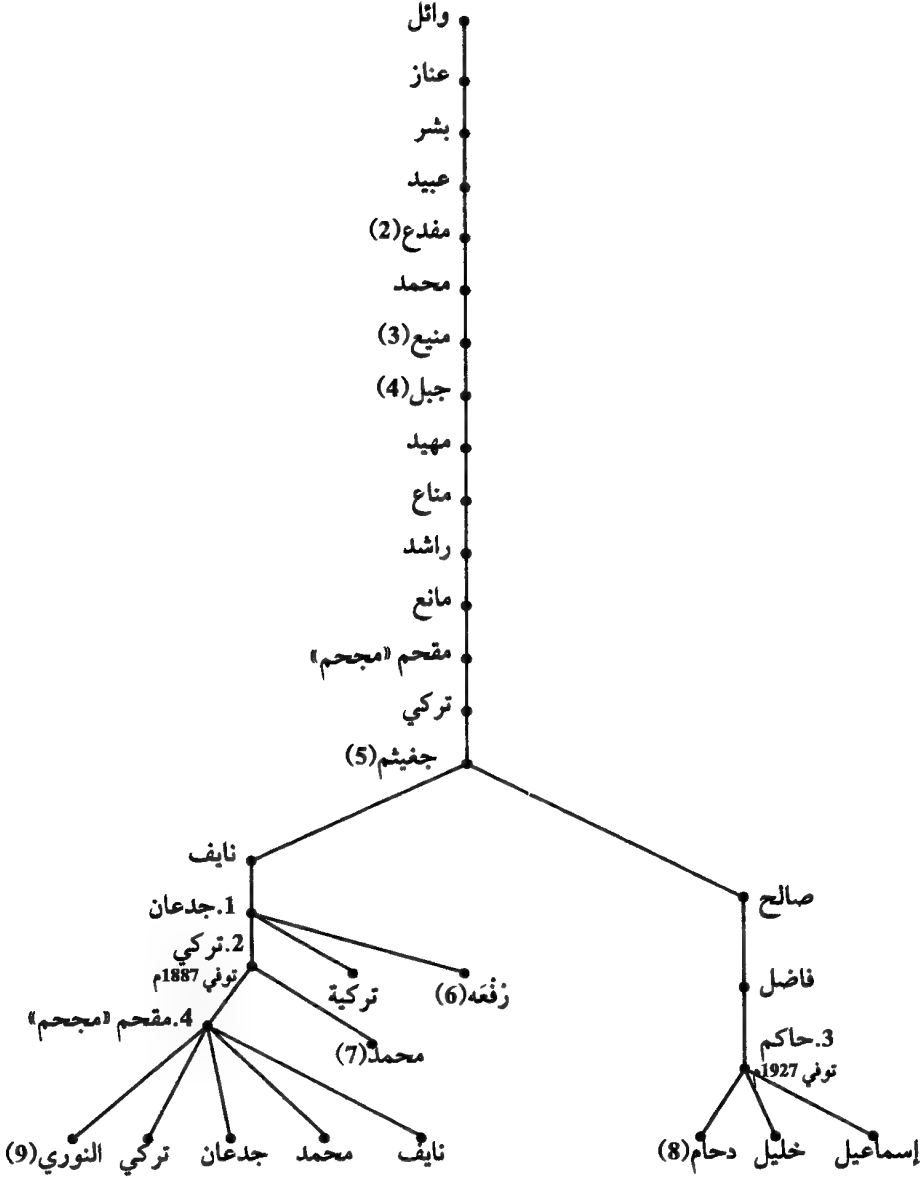 وائل
عناز
بشر
عبيد
مفدع(2)
محمد
منيع(3)
جبل(4)
مهيد
مناع
راشد
مانع
مقحم «مجحم»
تركي
جغيثم(5)
نايف
صالح
1.جدعان
2.تركي
توفي 1887م
تركية
رْفْعَه(6)
فاضل
4.مقحم «مجحم»
محمد(7)
3.حاكم
توفي 1927م
إسماعيل
خليل
دحام(8)
نايف
محمد
جدعان
تركي
النوري(9)